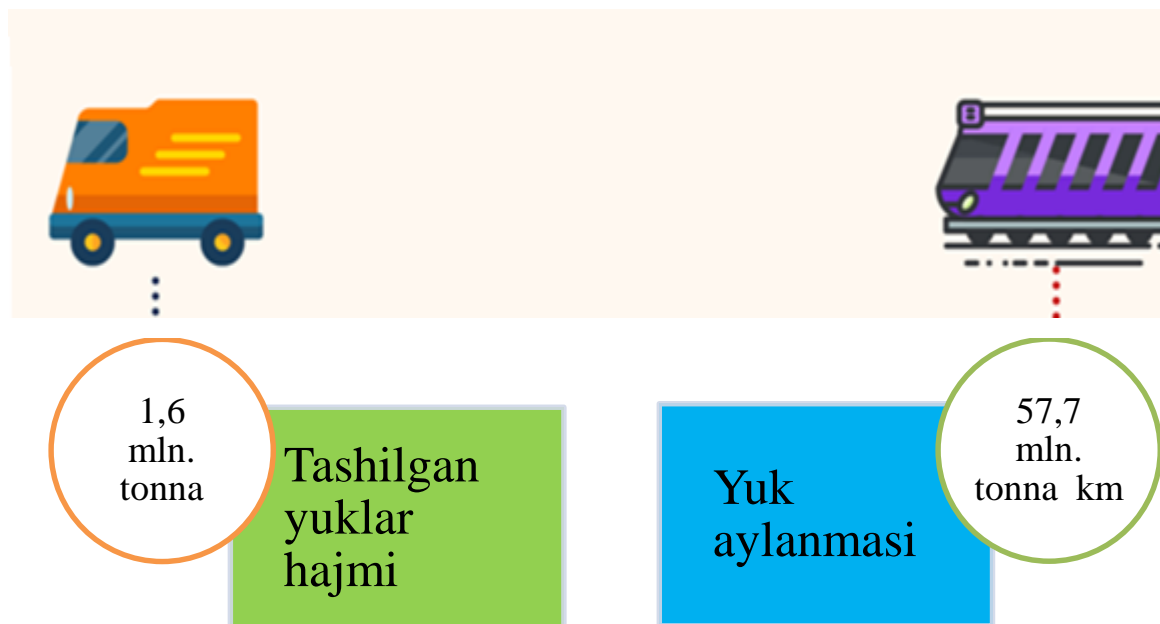 1,6
mln.
tonna
Tashilgan
yuklar
hajmi
Yuk
aylanmasi
57,7
mln.
tonna km